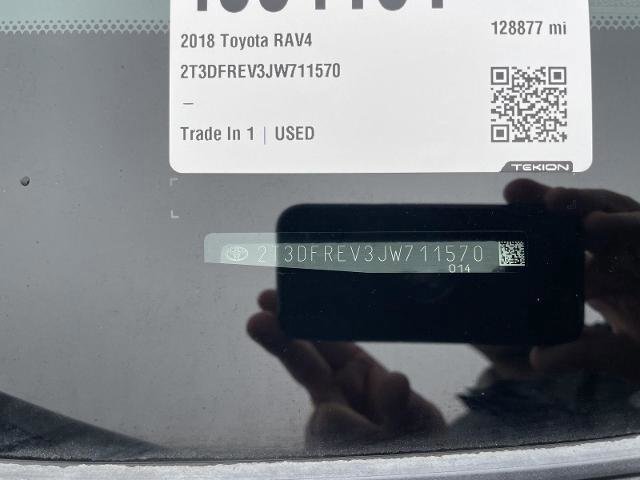 2018 Toyota RAV4
128877 mi
2T3DFREV3JW711570
–
Trade In 1 | USED
TEKION
2T3DFREV3JW711570
014